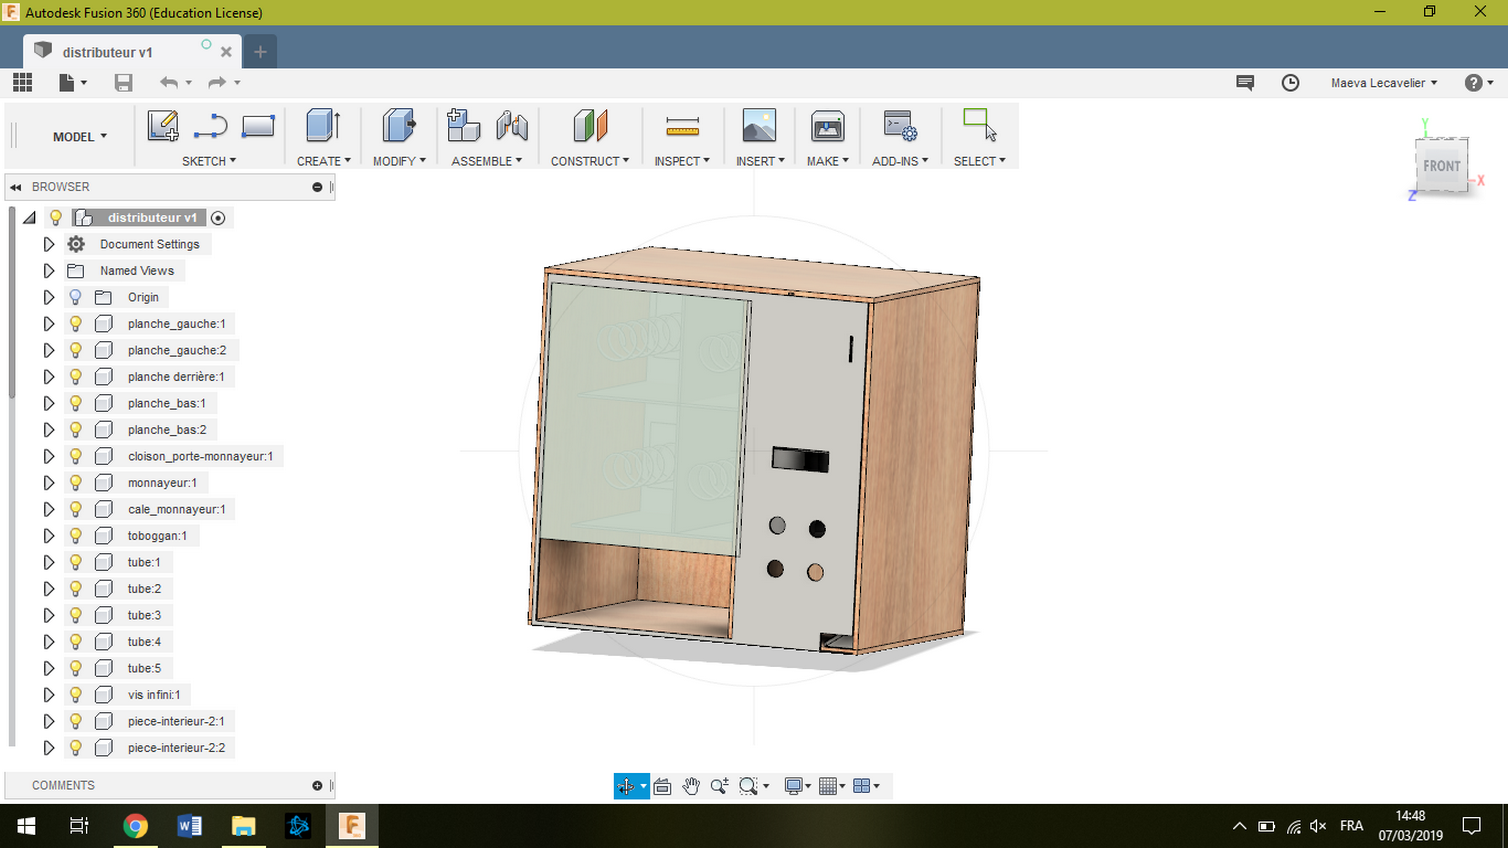 Autodesk Fusion 360 (Education License)
distributeur v1
Maeva Lecavelier
MODEL
SKETCH
CREATE
MODIFY
ASSEMBLE
CONSTRUCT
INSPECT
INSERT
MAKE
ADD-INS
SELECT
Y
FRONT
X
Z
BROWSER
distributeur v1
Document Settings
Named Views
Origin
planche_gauche:1
planche_gauche:2
planche derrière:1
planche_bas:1
planche_bas:2
cloison_porte-monnayeur:1
monnayeur:1
cale_monnayeur:1
toboggan:1
tube:1
tube:2
tube:3
tube:4
tube:5
vis infini:1
piece-interieur-2:1
piece-interieur-2:2
COMMENTS
FRA
14:48
07/03/2019